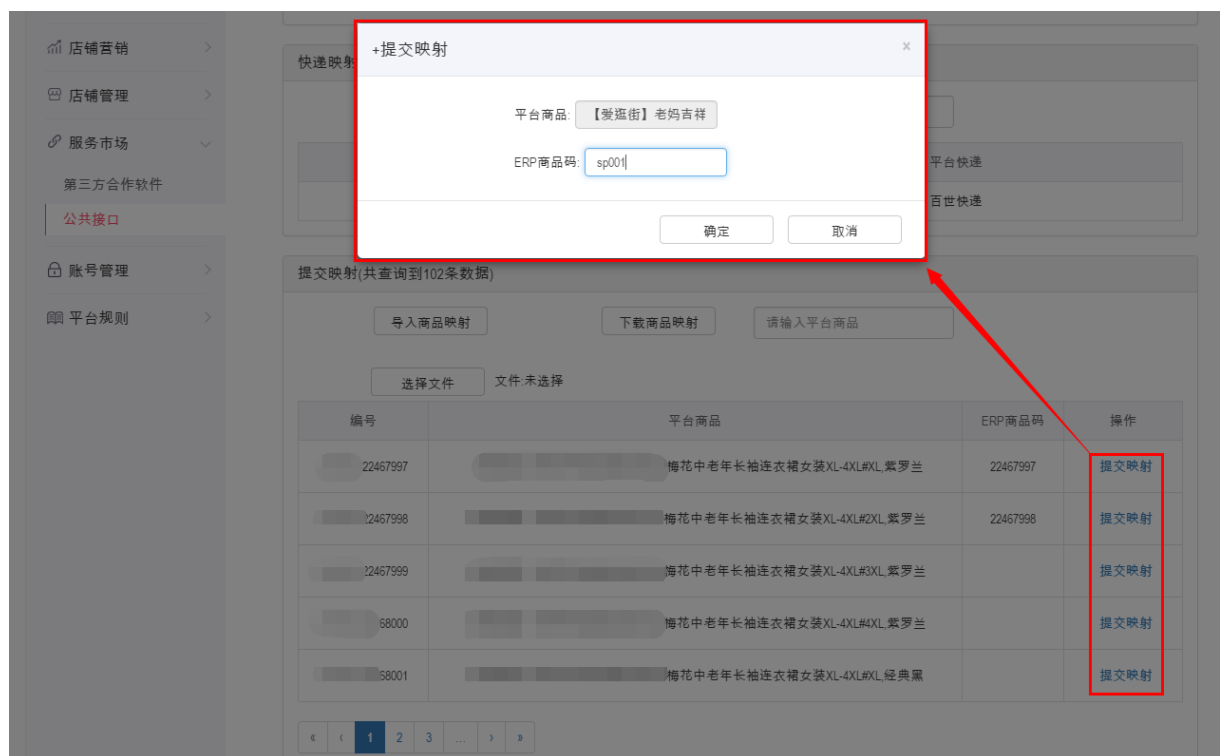 店铺营销
店铺管理
服务市场
第三方合作软件
公共接口
账号管理
平台规则
+提交映射
×
平台商品:
【爱逛街】老妈吉祥
ERP商品码:
sp001
确定
取消
快递映射
平台快递
百世快递
提交映射(共查询到102条数据)
导入商品映射
下载商品映射
请输入平台商品
选择文件
文件:未选择
编号 平台商品 ERP商品码 操作
22467997 梅花中老年长袖连衣裙女装XL-4XL#XL,紫罗兰 22467997 提交映射
22467998 梅花中老年长袖连衣裙女装XL-4XL#2XL,紫罗兰 22467998 提交映射
22467999 梅花中老年长袖连衣裙女装XL-4XL#3XL,紫罗兰 提交映射
68000 梅花中老年长袖连衣裙女装XL-4XL#4XL,紫罗兰 提交映射
68001 梅花中老年长袖连衣裙女装XL-4XL#XL,经典黑 提交映射
« ‹ 1 2 3 ... › »